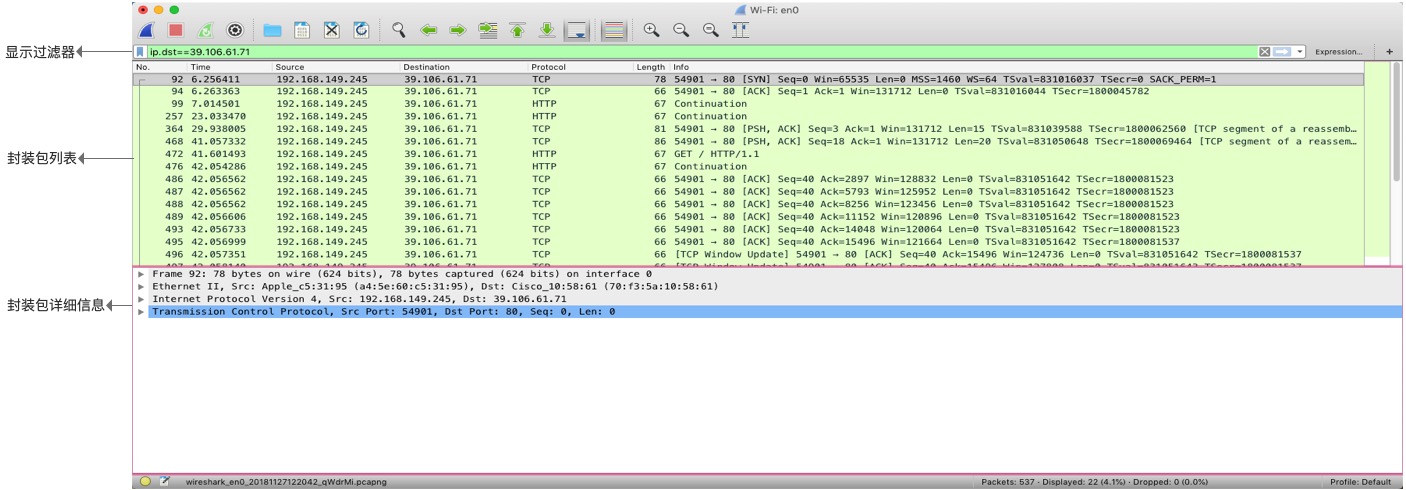 Wi-Fi: en0
显示过滤器
ip.dst==39.106.61.71
Expression...
+
No. Time Source Destination Protocol Length Info
92 6.256411 192.168.149.245 39.106.61.71 TCP 78 54901 → 80 [SYN] Seq=0 Win=65535 Len=0 MSS=1460 WS=64 TSval=831016037 TSecr=0 SACK_PERM=1
94 6.263363 192.168.149.245 39.106.61.71 TCP 66 54901 → 80 [ACK] Seq=1 Ack=1 Win=131712 Len=0 TSval=831016044 TSecr=1800045782
99 7.014501 192.168.149.245 39.106.61.71 HTTP 67 Continuation
257 23.033470 192.168.149.245 39.106.61.71 HTTP 67 Continuation
364 29.938005 192.168.149.245 39.106.61.71 TCP 81 54901 → 80 [PSH, ACK] Seq=3 Ack=1 Win=131712 Len=15 TSval=831039588 TSecr=1800062560 [TCP segment of a reassemb…
468 41.057332 192.168.149.245 39.106.61.71 TCP 86 54901 → 80 [PSH, ACK] Seq=18 Ack=1 Win=131712 Len=20 TSval=831050648 TSecr=1800069464 [TCP segment of a reassem…
封装包列表
472 41.601493 192.168.149.245 39.106.61.71 HTTP 67 GET / HTTP/1.1
476 42.054286 192.168.149.245 39.106.61.71 HTTP 67 Continuation
486 42.056562 192.168.149.245 39.106.61.71 TCP 66 54901 → 80 [ACK] Seq=40 Ack=2897 Win=128832 Len=0 TSval=831051642 TSecr=1800081523
487 42.056562 192.168.149.245 39.106.61.71 TCP 66 54901 → 80 [ACK] Seq=40 Ack=5793 Win=125952 Len=0 TSval=831051642 TSecr=1800081523
488 42.056562 192.168.149.245 39.106.61.71 TCP 66 54901 → 80 [ACK] Seq=40 Ack=8256 Win=123456 Len=0 TSval=831051642 TSecr=1800081523
489 42.056606 192.168.149.245 39.106.61.71 TCP 66 54901 → 80 [ACK] Seq=40 Ack=11152 Win=120896 Len=0 TSval=831051642 TSecr=1800081523
493 42.056733 192.168.149.245 39.106.61.71 TCP 66 54901 → 80 [ACK] Seq=40 Ack=14048 Win=120064 Len=0 TSval=831051642 TSecr=1800081523
495 42.056999 192.168.149.245 39.106.61.71 TCP 66 54901 → 80 [ACK] Seq=40 Ack=15496 Win=121664 Len=0 TSval=831051642 TSecr=1800081537
496 42.057351 192.168.149.245 39.106.61.71 TCP 66 [TCP Window Update] 54901 → 80 [ACK] Seq=40 Ack=15496 Win=124736 Len=0 TSval=831051642 TSecr=1800081537
Frame 92: 78 bytes on wire (624 bits), 78 bytes captured (624 bits) on interface 0
Ethernet II, Src: Apple_c5:31:95 (a4:5e:60:c5:31:95), Dst: Cisco_10:58:61 (70:f3:5a:10:58:61)
封装包详细信息
Internet Protocol Version 4, Src: 192.168.149.245, Dst: 39.106.61.71
Transmission Control Protocol, Src Port: 54901, Dst Port: 80, Seq: 0, Len: 0
wireshark_en0_20181127122042_qWdrMi.pcapng
Packets: 537 · Displayed: 22 (4.1%) · Dropped: 0 (0.0%)
Profile: Default